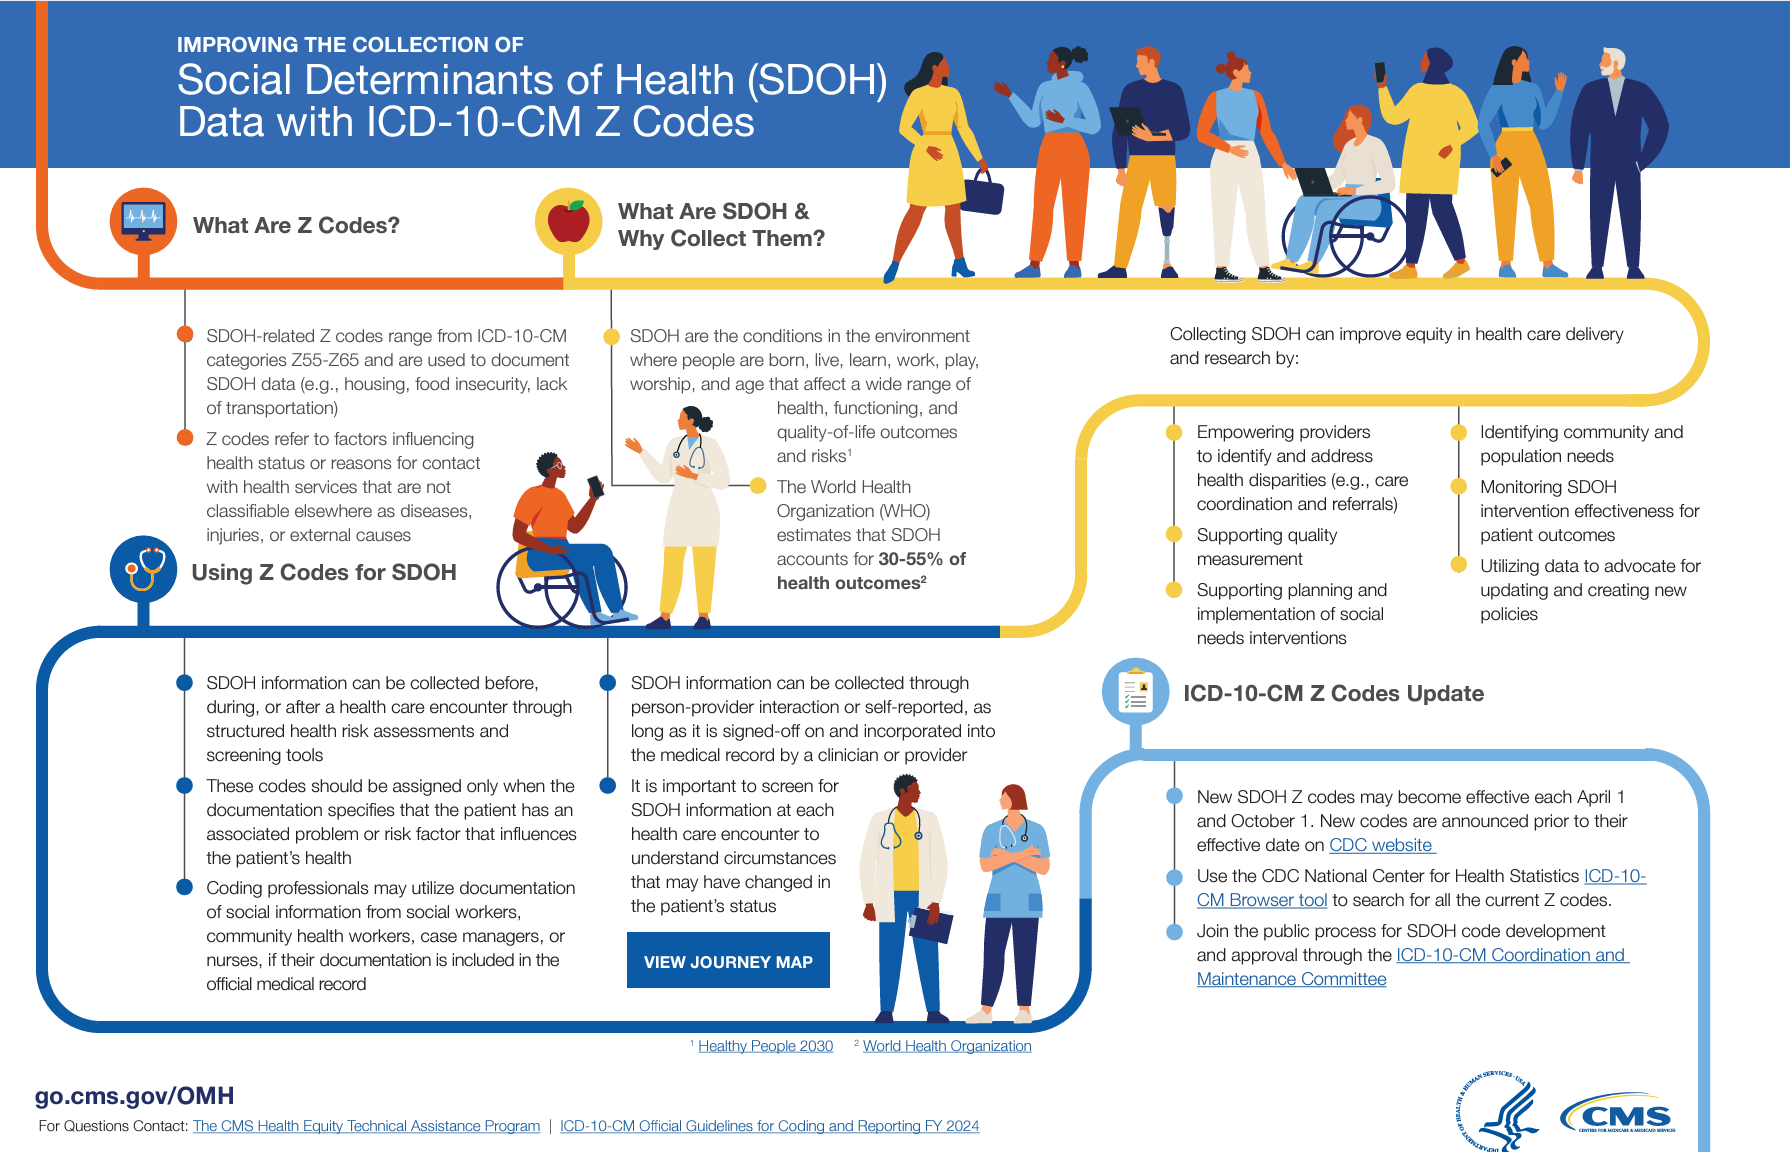 IMPROVING THE COLLECTION OF
Social Determinants of Health (SDOH)
Data with ICD-10-CM Z Codes
What Are Z Codes?
SDOH-related Z codes range from ICD-10-CM
categories Z55-Z65 and are used to document
SDOH data (e.g., housing, food insecurity, lack
of transportation)
Z codes refer to factors influencing
health status or reasons for contact
with health services that are not
classifiable elsewhere as diseases,
injuries, or external causes
What Are SDOH &
Why Collect Them?
SDOH are the conditions in the environment
where people are born, live, learn, work, play,
worship, and age that affect a wide range of
health, functioning, and
quality-of-life outcomes
and risks¹
The World Health
Organization (WHO)
estimates that SDOH
accounts for 30-55% of
health outcomes²
Collecting SDOH can improve equity in health care delivery
and research by:
Empowering providers
to identify and address
health disparities (e.g., care
coordination and referrals)
Supporting quality
measurement
Supporting planning and
implementation of social
needs interventions
Identifying community and
population needs
Monitoring SDOH
intervention effectiveness for
patient outcomes
Utilizing data to advocate for
updating and creating new
policies
Using Z Codes for SDOH
SDOH information can be collected before,
during, or after a health care encounter through
structured health risk assessments and
screening tools
These codes should be assigned only when the
documentation specifies that the patient has an
associated problem or risk factor that influences
the patient's health
Coding professionals may utilize documentation
of social information from social workers,
community health workers, case managers, or
nurses, if their documentation is included in the
official medical record
SDOH information can be collected through
person-provider interaction or self-reported, as
long as it is signed-off on and incorporated into
the medical record by a clinician or provider
It is important to screen for
SDOH information at each
health care encounter to
understand circumstances
that may have changed in
the patient's status
VIEW JOURNEY MAP
ICD-10-CM Z Codes Update
New SDOH Z codes may become effective each April 1
and October 1. New codes are announced prior to their
effective date on CDC website
Use the CDC National Center for Health Statistics ICD-10-
CM Browser tool to search for all the current Z codes.
Join the public process for SDOH code development
and approval through the ICD-10-CM Coordination and
Maintenance Committee
¹ Healthy People 2030 ² World Health Organization
go.cms.gov/OMH
For Questions Contact: The CMS Health Equity Technical Assistance Program | ICD-10-CM Official Guidelines for Coding and Reporting FY 2024
DEPARTMENT OF HEALTH & HUMAN SERVICES · USA
CMS
CENTERS FOR MEDICARE & MEDICAID SERVICES